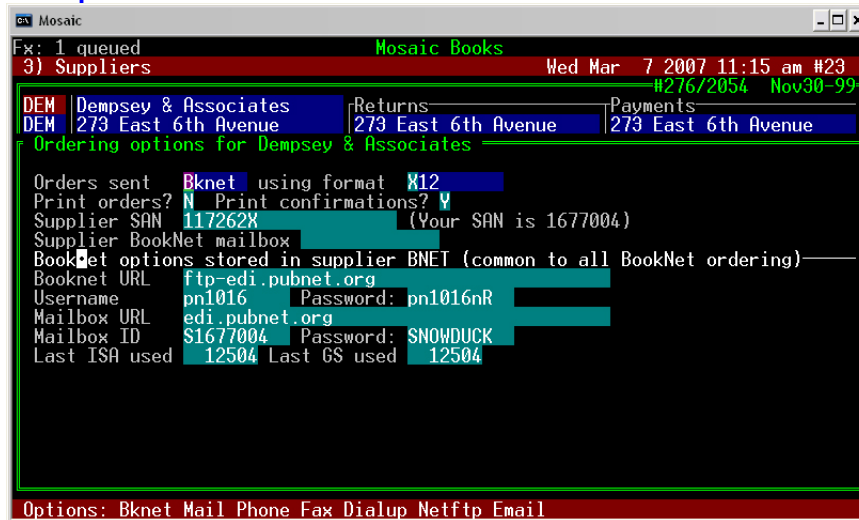 Mosaic
Fx: 1 queued Mosaic Books
3) Suppliers Wed Mar 7 2007 11:15 am #23
#276/2054 Nov30-99
DEM Dempsey & Associates Returns Payments
DEM 273 East 6th Avenue 273 East 6th Avenue 273 East 6th Avenue
Ordering options for Dempsey & Associates
Orders sent Bknet using format X12
Print orders? N Print confirmations? Y
Supplier SAN 117262X (Your SAN is 1677004)
Supplier BookNet mailbox
Book et options stored in supplier BNET (common to all BookNet ordering)
Booknet URL ftp-edi.pubnet.org
Username pn1016 Password: pn1016nR
Mailbox URL edi.pubnet.org
Mailbox ID S1677004 Password: SNOWDUCK
Last ISA used 12504 Last GS used 12504
Options: Bknet Mail Phone Fax Dialup Netftp Email